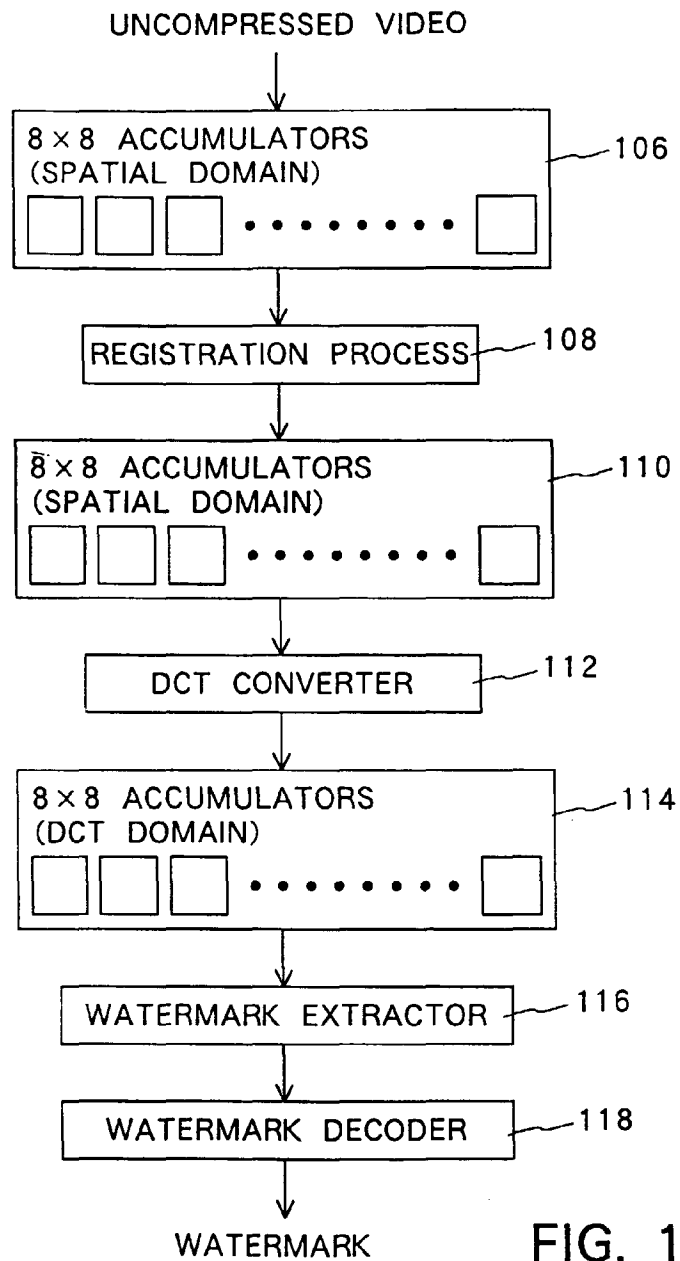 UNCOMPRESSED VIDEO
8×8 ACCUMULATORS
(SPATIAL DOMAIN)
106
REGISTRATION PROCESS
108
8×8 ACCUMULATORS
(SPATIAL DOMAIN)
110
DCT CONVERTER
112
8×8 ACCUMULATORS
(DCT DOMAIN)
114
WATERMARK EXTRACTOR
116
WATERMARK DECODER
118
WATERMARK
FIG. 1